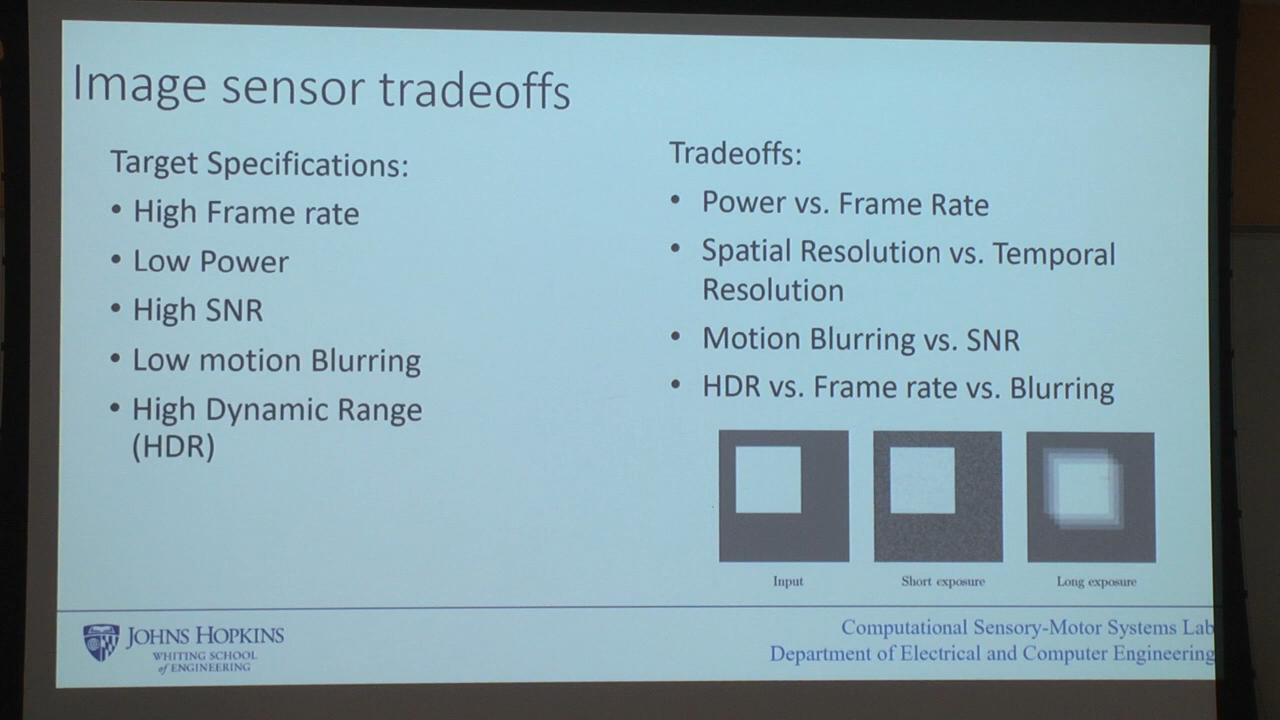 Image sensor tradeoffs
Target Specifications:
• High Frame rate
• Low Power
• High SNR
• Low motion Blurring
• High Dynamic Range
(HDR)
Tradeoffs:
• Power vs. Frame Rate
• Spatial Resolution vs. Temporal
Resolution
• Motion Blurring vs. SNR
• HDR vs. Frame rate vs. Blurring
Input
Short exposure
Long exposure
JOHNS HOPKINS
WHITING SCHOOL
of ENGINEERING
Computational Sensory-Motor Systems Lab
Department of Electrical and Computer Engineering